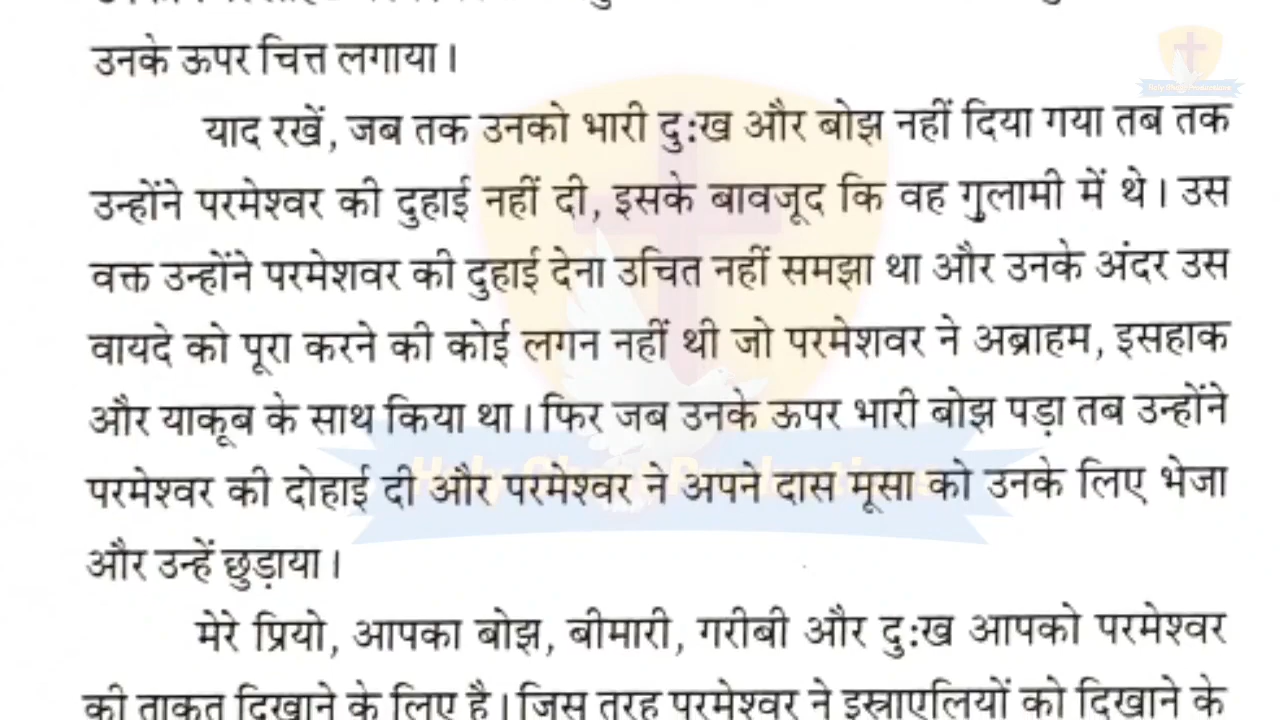 उनके ऊपर चित्त लगाया।
याद रखें, जब तक उनको भारी दु:ख और बोझ नहीं दिया गया तब तक
उन्होंने परमेश्वर की दुहाई नहीं दी, इसके बावजूद कि वह गुलामी में थे। उस
वक्त उन्होंने परमेशवर की दुहाई देना उचित नहीं समझा था और उनके अंदर उस
वायदे को पूरा करने की कोई लगन नहीं थी जो परमेशवर ने अब्राहम, इसहाक
और याकूब के साथ किया था। फिर जब उनके ऊपर भारी बोझ पड़ा तब उन्होंने
परमेश्वर की दोहाई दी और परमेश्वर ने अपने दास मूसा को उनके लिए भेजा
और उन्हें छुड़ाया।
मेरे प्रियो, आपका बोझ, बीमारी, गरीबी और दु:ख आपको परमेश्वर
की ताकत दिखाने के लिए है। जिस तरह परमेश्वर ने इस्राएलियों को दिखाने के